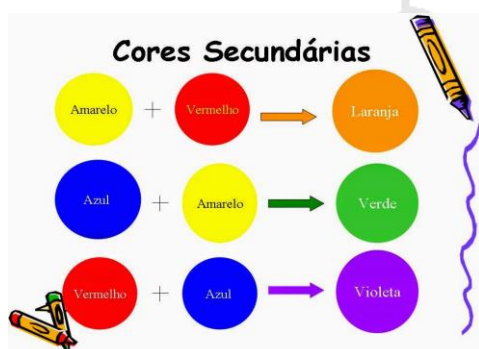 Cores Secundárias
Amarelo + Vermelho Laranja
Azul + Amarelo Verde
Vermelho + Azul Violeta